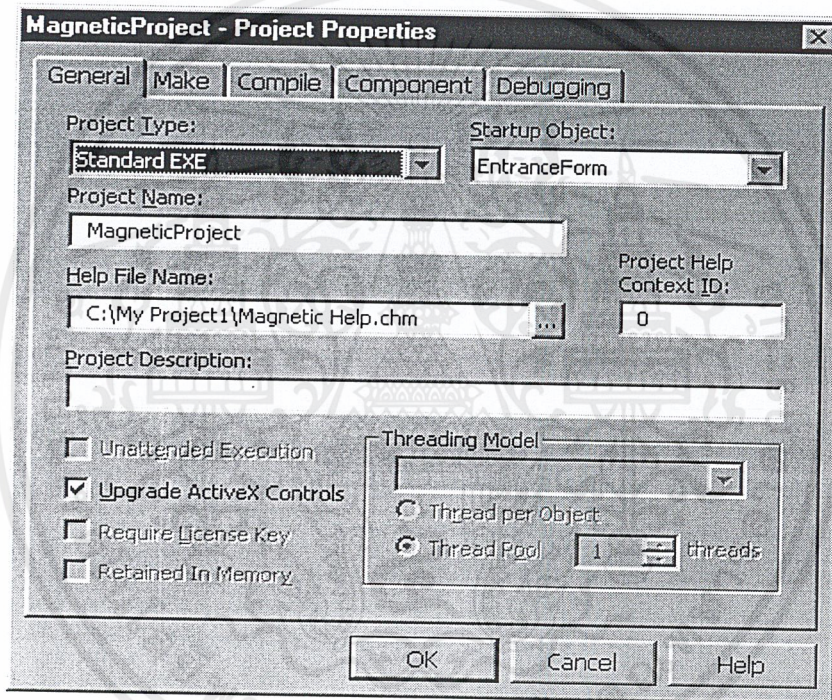 MagneticProject - Project Properties
General Make Compile Component Debugging
Project Type:
Standard EXE
Startup Object:
EntranceForm
Project Name:
MagneticProject
Help File Name:
C:\My Project1\Magnetic Help.chm
...
Project Help
Context ID:
0
Project Description:
Unattended Execution
Upgrade ActiveX Controls
Require License Key
Retained In Memory
Threading Model
Thread per Object
Thread Pool 1 threads
OK Cancel Help